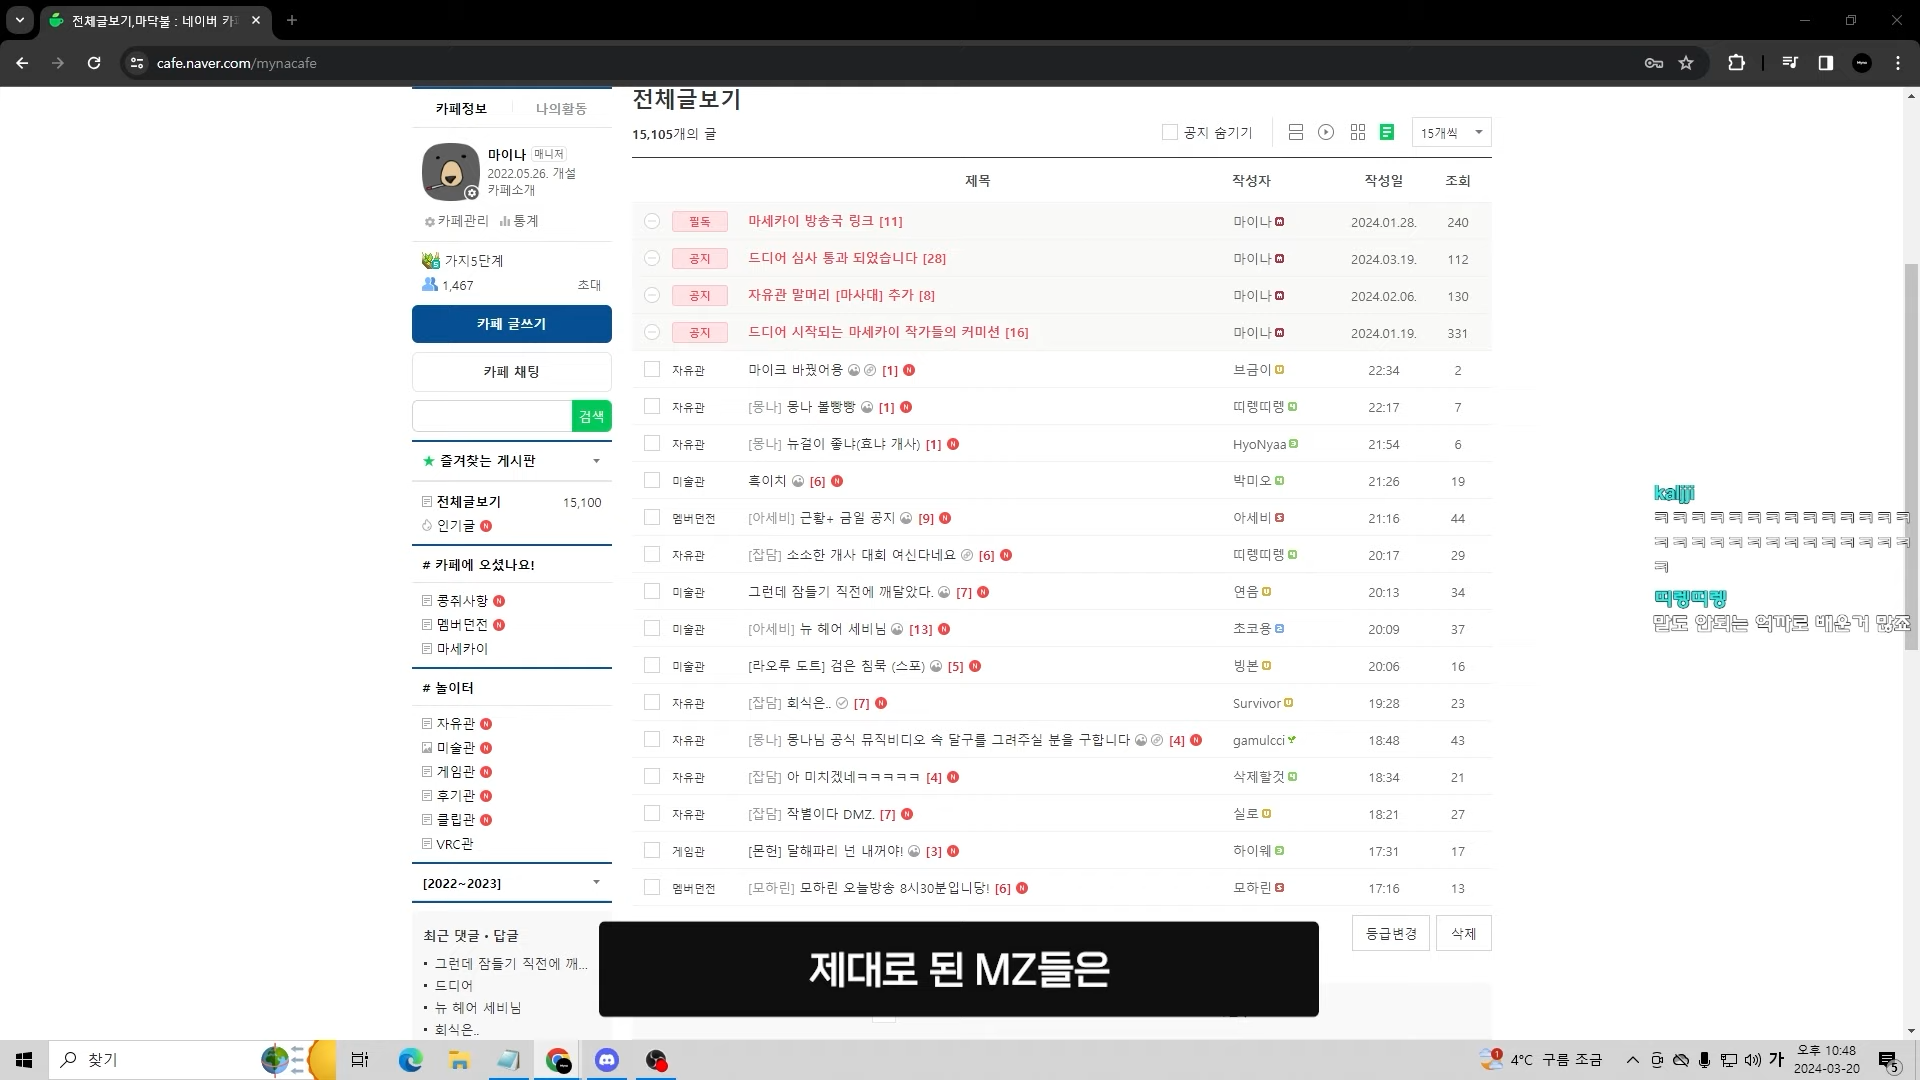 전체글보기,마닥불 : 네이버 카
cafe.naver.com/mynacafe
카페정보 나의활동
마이나 매니저
2022.05.26. 개설
카페소개
카페관리 통계
가지5단계
1,467 초대
카페 글쓰기
카페 채팅
검색
즐겨찾는 게시판
전체글보기 15,100
인기글 N
# 카페에 오셨나요!
콩쥐사항 N
멤버던전 N
마세카이
# 놀이터
자유관 N
미술관 N
게임관 N
후기관 N
클립관 N
VRC관
[2022~2023]
최근 댓글 • 답글
• 그런데 잠들기 직전에 깨...
• 드디어
• 뉴 헤어 세비님
• 회식은..
전체글보기
15,105개의 글 공지 숨기기 15개씩
제목 작성자 작성일 조회
필독 마세카이 방송국 링크 [11] 마이나 2024.01.28. 240
공지 드디어 심사 통과 되었습니다 [28] 마이나 2024.03.19. 112
공지 자유관 말머리 [마사대] 추가 [8] 마이나 2024.02.06. 130
공지 드디어 시작되는 마세카이 작가들의 커미션 [16] 마이나 2024.01.19. 331
자유관 마이크 바꿨어용 [1] N 브금이 22:34 2
자유관 [몽나] 몽나 볼빵빵 [1] N 띠렝띠렝 22:17 7
자유관 [몽나] 뉴걸이 좋냐(효냐 개사) [1] N HyoNyaa 21:54 6
미술관 흑이치 [6] N 박미오 21:26 19
멤버던전 [아세비] 근황+ 금일 공지 [9] N 아세비 21:16 44
자유관 [잡담] 소소한 개사 대회 여신다네요 [6] N 띠렝띠렝 20:17 29
미술관 그런데 잠들기 직전에 깨달았다. [7] N 연음 20:13 34
미술관 [아세비] 뉴 헤어 세비님 [13] N 초코용 20:09 37
미술관 [라오루 도트] 검은 침묵 (스포) [5] N 빙본 20:06 16
자유관 [잡담] 회식은.. [7] N Survivor 19:28 23
자유관 [몽나] 몽나님 공식 뮤직비디오 속 달구를 그려주실 분을 구합니다 [4] N gamulcci 18:48 43
자유관 [잡담] 아 미치겠네ㅋㅋㅋㅋㅋ [4] N 삭제할것 18:34 21
자유관 [잡담] 작별이다 DMZ. [7] N 실로 18:21 27
게임관 [몬헌] 달해파리 넌 내꺼야! [3] N 하이웨 17:31 17
멤버던전 [모하린] 모하린 오늘방송 8시30분입니당! [6] N 모하린 17:16 13
등급변경 삭제
kaljji
ㅋㅋㅋㅋㅋㅋㅋㅋㅋㅋㅋㅋㅋㅋ
ㅋㅋㅋㅋㅋㅋㅋㅋㅋㅋㅋㅋㅋㅋ
ㅋ
띠렝띠렝
말도 안되는 억까로 배운거 많죠
제대로 된 MZ들은
찾기
1 4°C 구름 조금
가
오후 10:48
2024-03-20
5